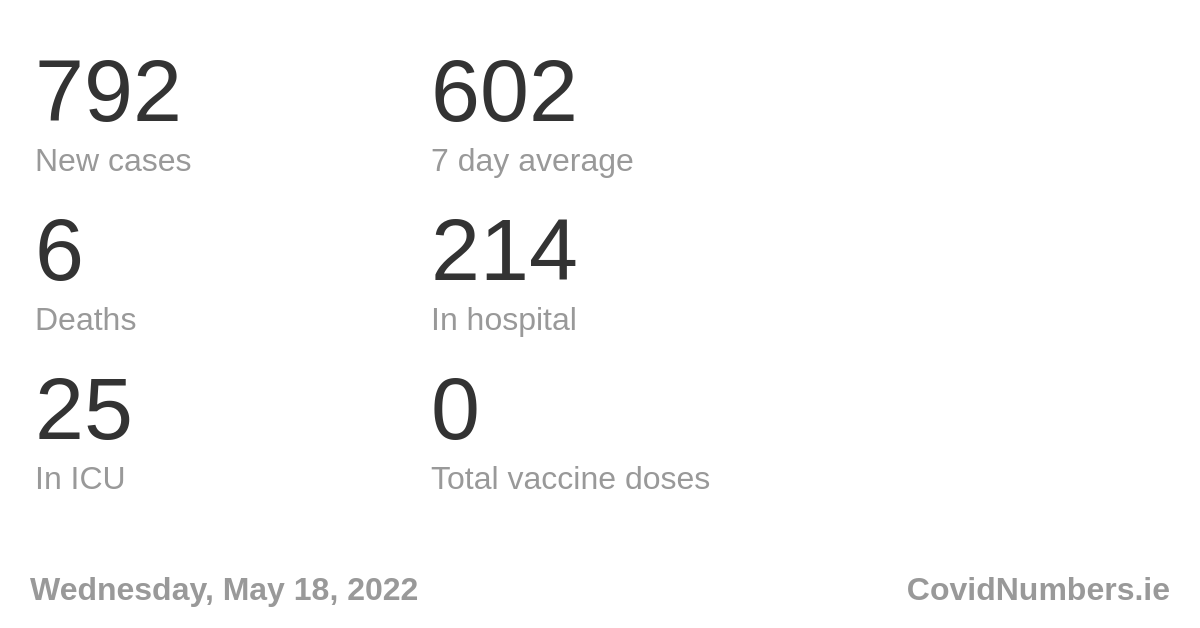 792
602
New cases
7 day average
6
214
Deaths
In hospital
25
0
In ICU
Total vaccine doses
Wednesday, May 18, 2022
CovidNumbers.ie